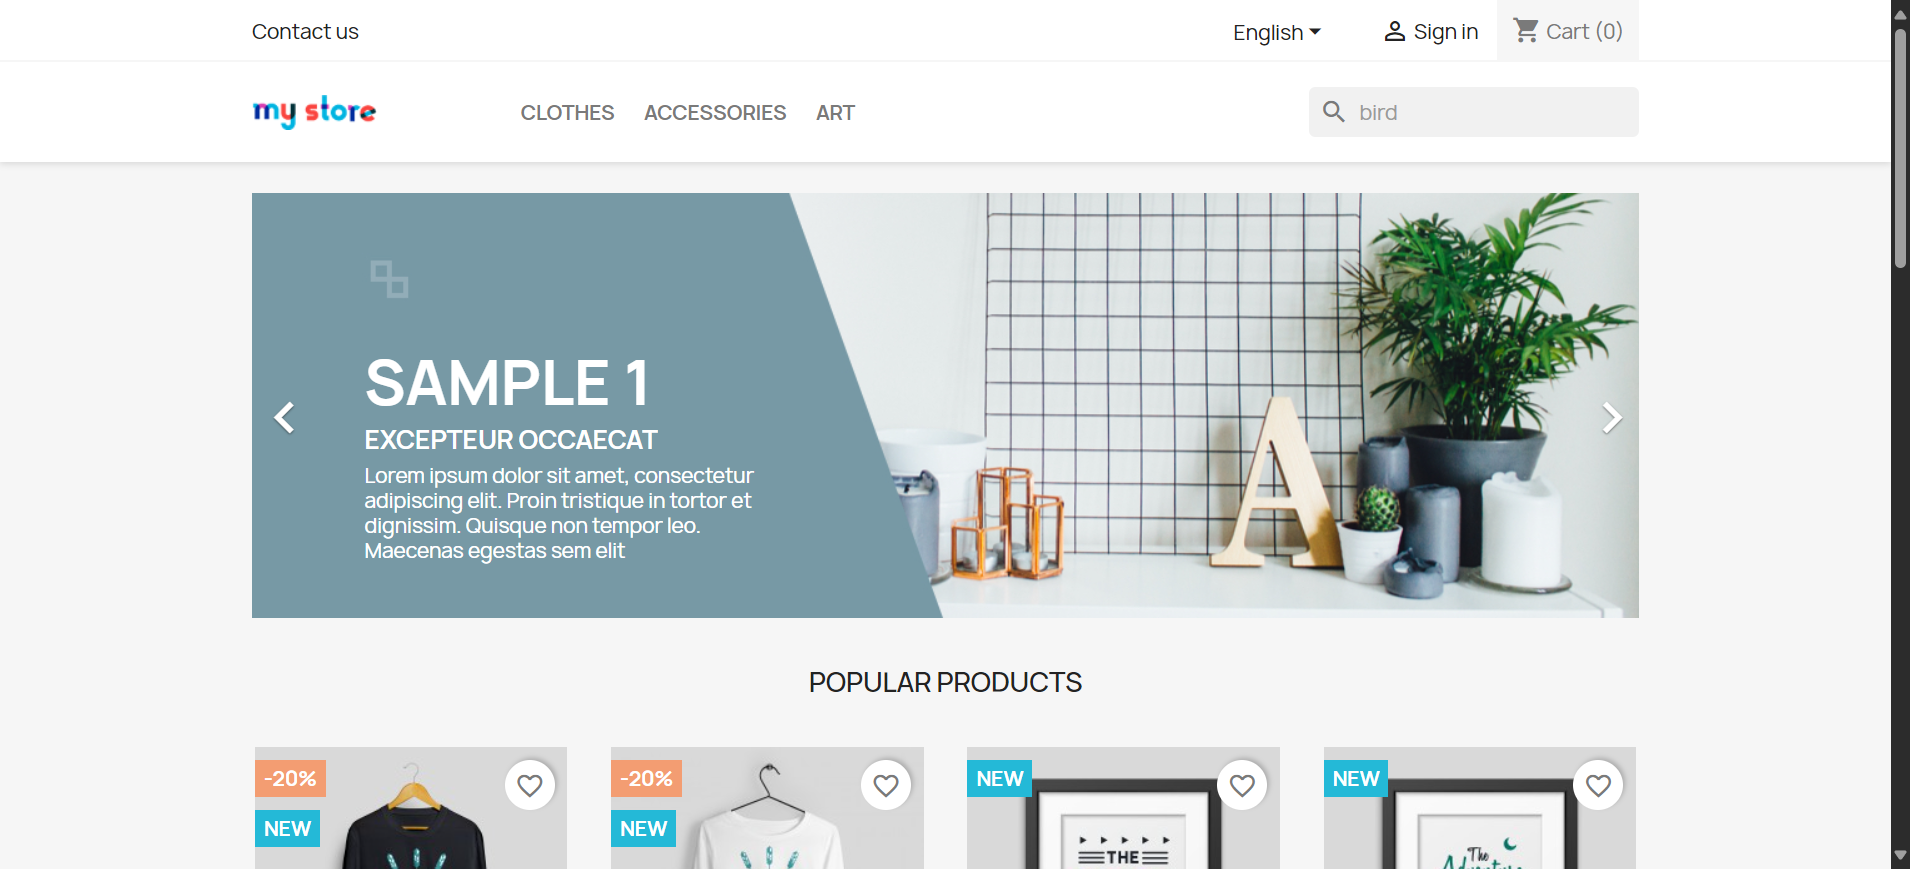 Contact us
English
Sign in
Cart (0)
my store
CLOTHES
ACCESSORIES
ART
bird
SAMPLE 1
EXCEPTEUR OCCAECAT
Lorem ipsum dolor sit amet, consectetur
adipiscing elit. Proin tristique in tortor et
dignissim. Quisque non tempor leo.
Maecenas egestas sem elit
A
POPULAR PRODUCTS
-20%
NEW
-20%
NEW
NEW
THE
NEW
The